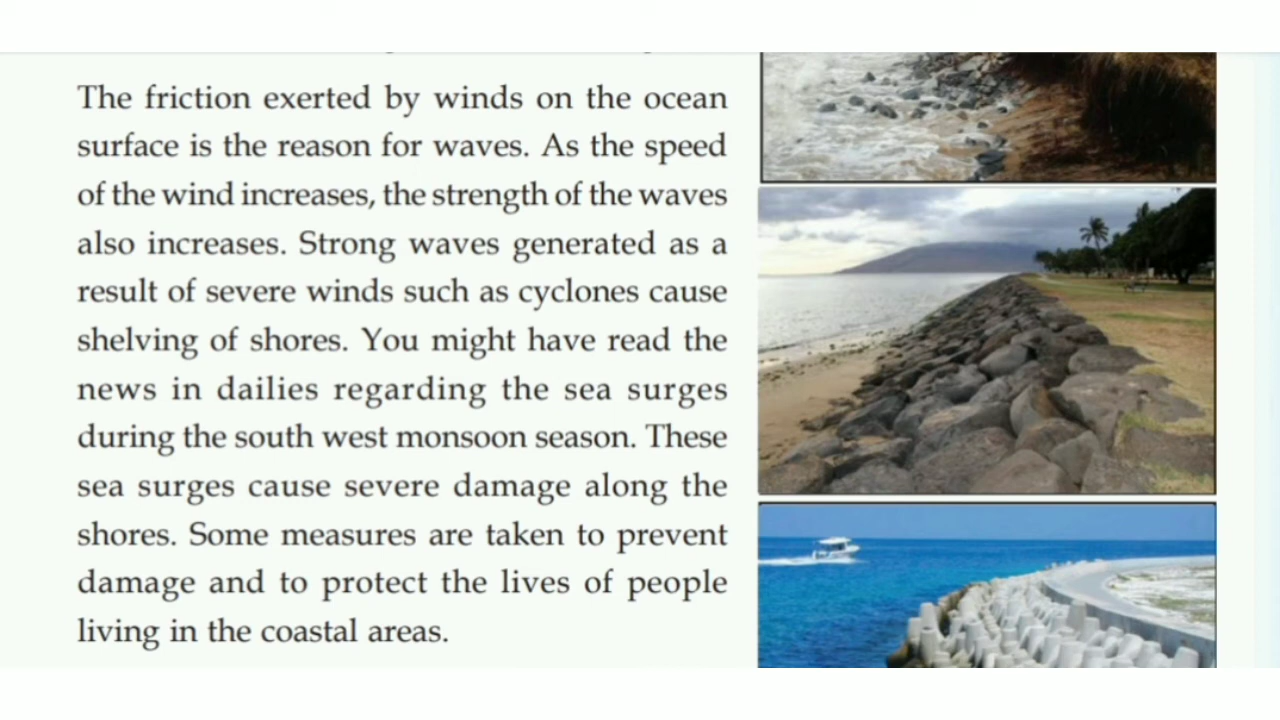 The friction exerted by winds on the ocean
surface is the reason for waves. As the speed
of the wind increases, the strength of the waves
also increases. Strong waves generated as a
result of severe winds such as cyclones cause
shelving of shores. You might have read the
news in dailies regarding the sea surges
during the south west monsoon season. These
sea surges cause severe damage along the
shores. Some measures are taken to prevent
damage and to protect the lives of people
living in the coastal areas.